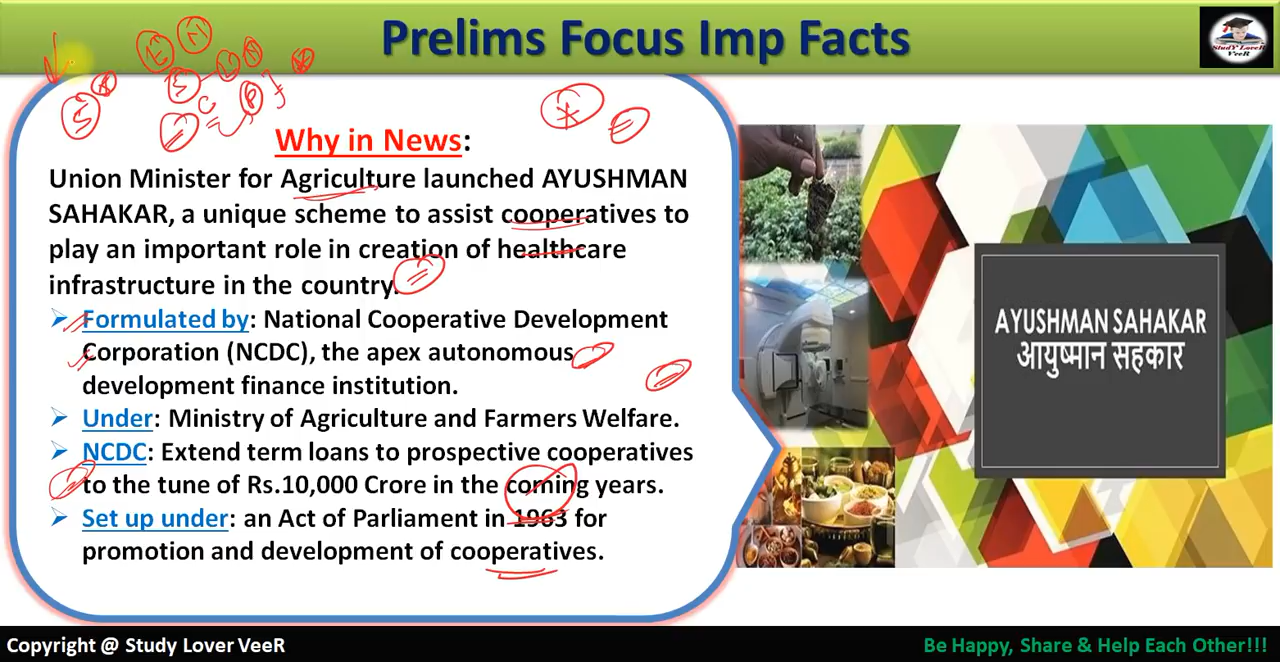 Prelims Focus Imp Facts
StudY LoveR
VeeR
Why in News:
Union Minister for Agriculture launched AYUSHMAN
SAHAKAR, a unique scheme to assist cooperatives to
play an important role in creation of healthcare
infrastructure in the country.
Formulated by: National Cooperative Development
Corporation (NCDC), the apex autonomous
development finance institution.
Under: Ministry of Agriculture and Farmers Welfare.
NCDC: Extend term loans to prospective cooperatives
to the tune of Rs.10,000 Crore in the coming years.
Set up under: an Act of Parliament in 1963 for
promotion and development of cooperatives.
AYUSHMAN SAHAKAR
आयुष्मान सहकार
Copyright @ Study Lover VeeR
Be Happy, Share & Help Each Other!!!